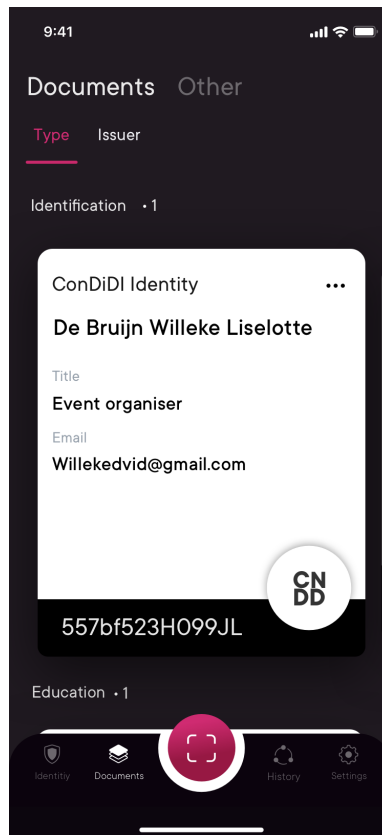 9:41
Documents Other
Type Issuer
Identification • 1
ConDiDI Identity •••
De Bruijn Willeke Liselotte
Title
Event organiser
Email
Willekedvid@gmail.com
CN
DD
557bf523H099JL
Education • 1
Identitiy Documents History Settings